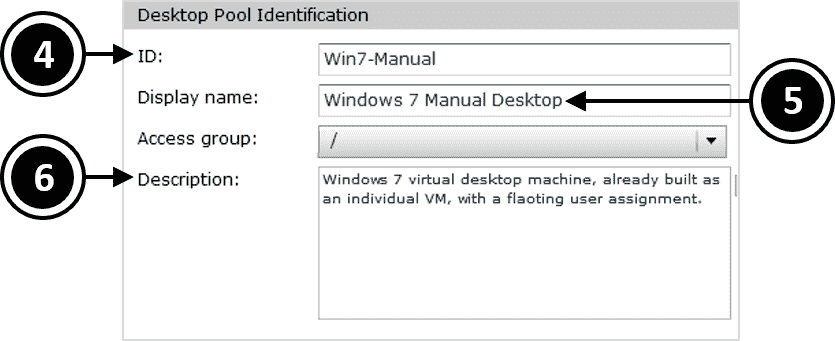 Desktop Pool Identification
4 ID: Win7-Manual
Display name: Windows 7 Manual Desktop 5
Access group: /
6 Description: Windows 7 virtual desktop machine, already built as
an individual VM, with a flaoting user assignment.